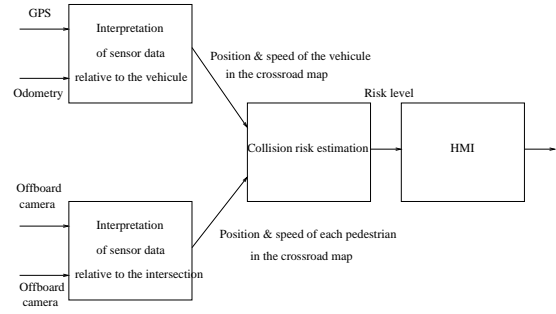 GPS
Interpretation
of sensor data
relative to the vehicule
Odometry
Position & speed of the vehicule
in the crossroad map
Risk level
Collision risk estimation
HMI
Offboard
camera
Interpretation
of sensor data
relative to the intersection
Offboard
camera
Position & speed of each pedestrian
in the crossroad map